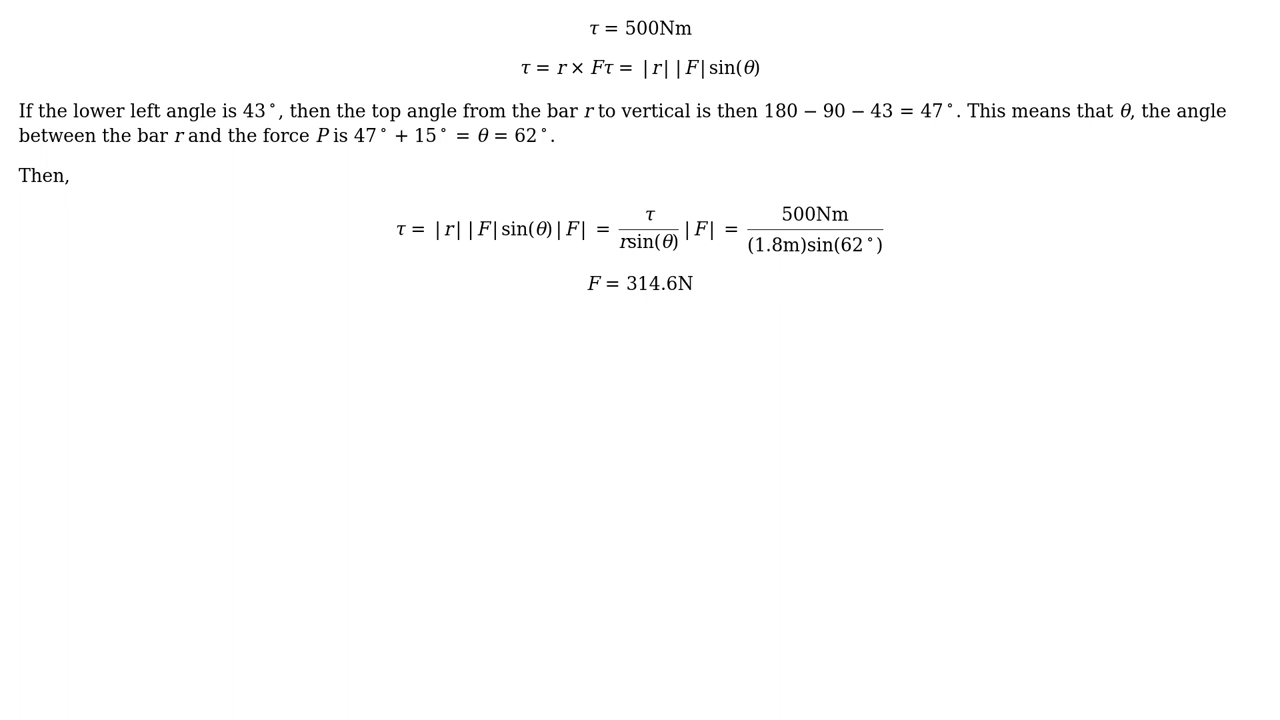 τ = 500Nm
τ = r × Fτ = |r||F|sin(θ)
If the lower left angle is 43°, then the top angle from the bar r to vertical is then 180 − 90 − 43 = 47°. This means that θ, the angle
between the bar r and the force P is 47° + 15° = θ = 62°.
Then,
τ = |r||F|sin(θ)|F| = \frac{τ}{rsin(θ)}|F| = \frac{500Nm}{(1.8m)sin(62°)}
F = 314.6N